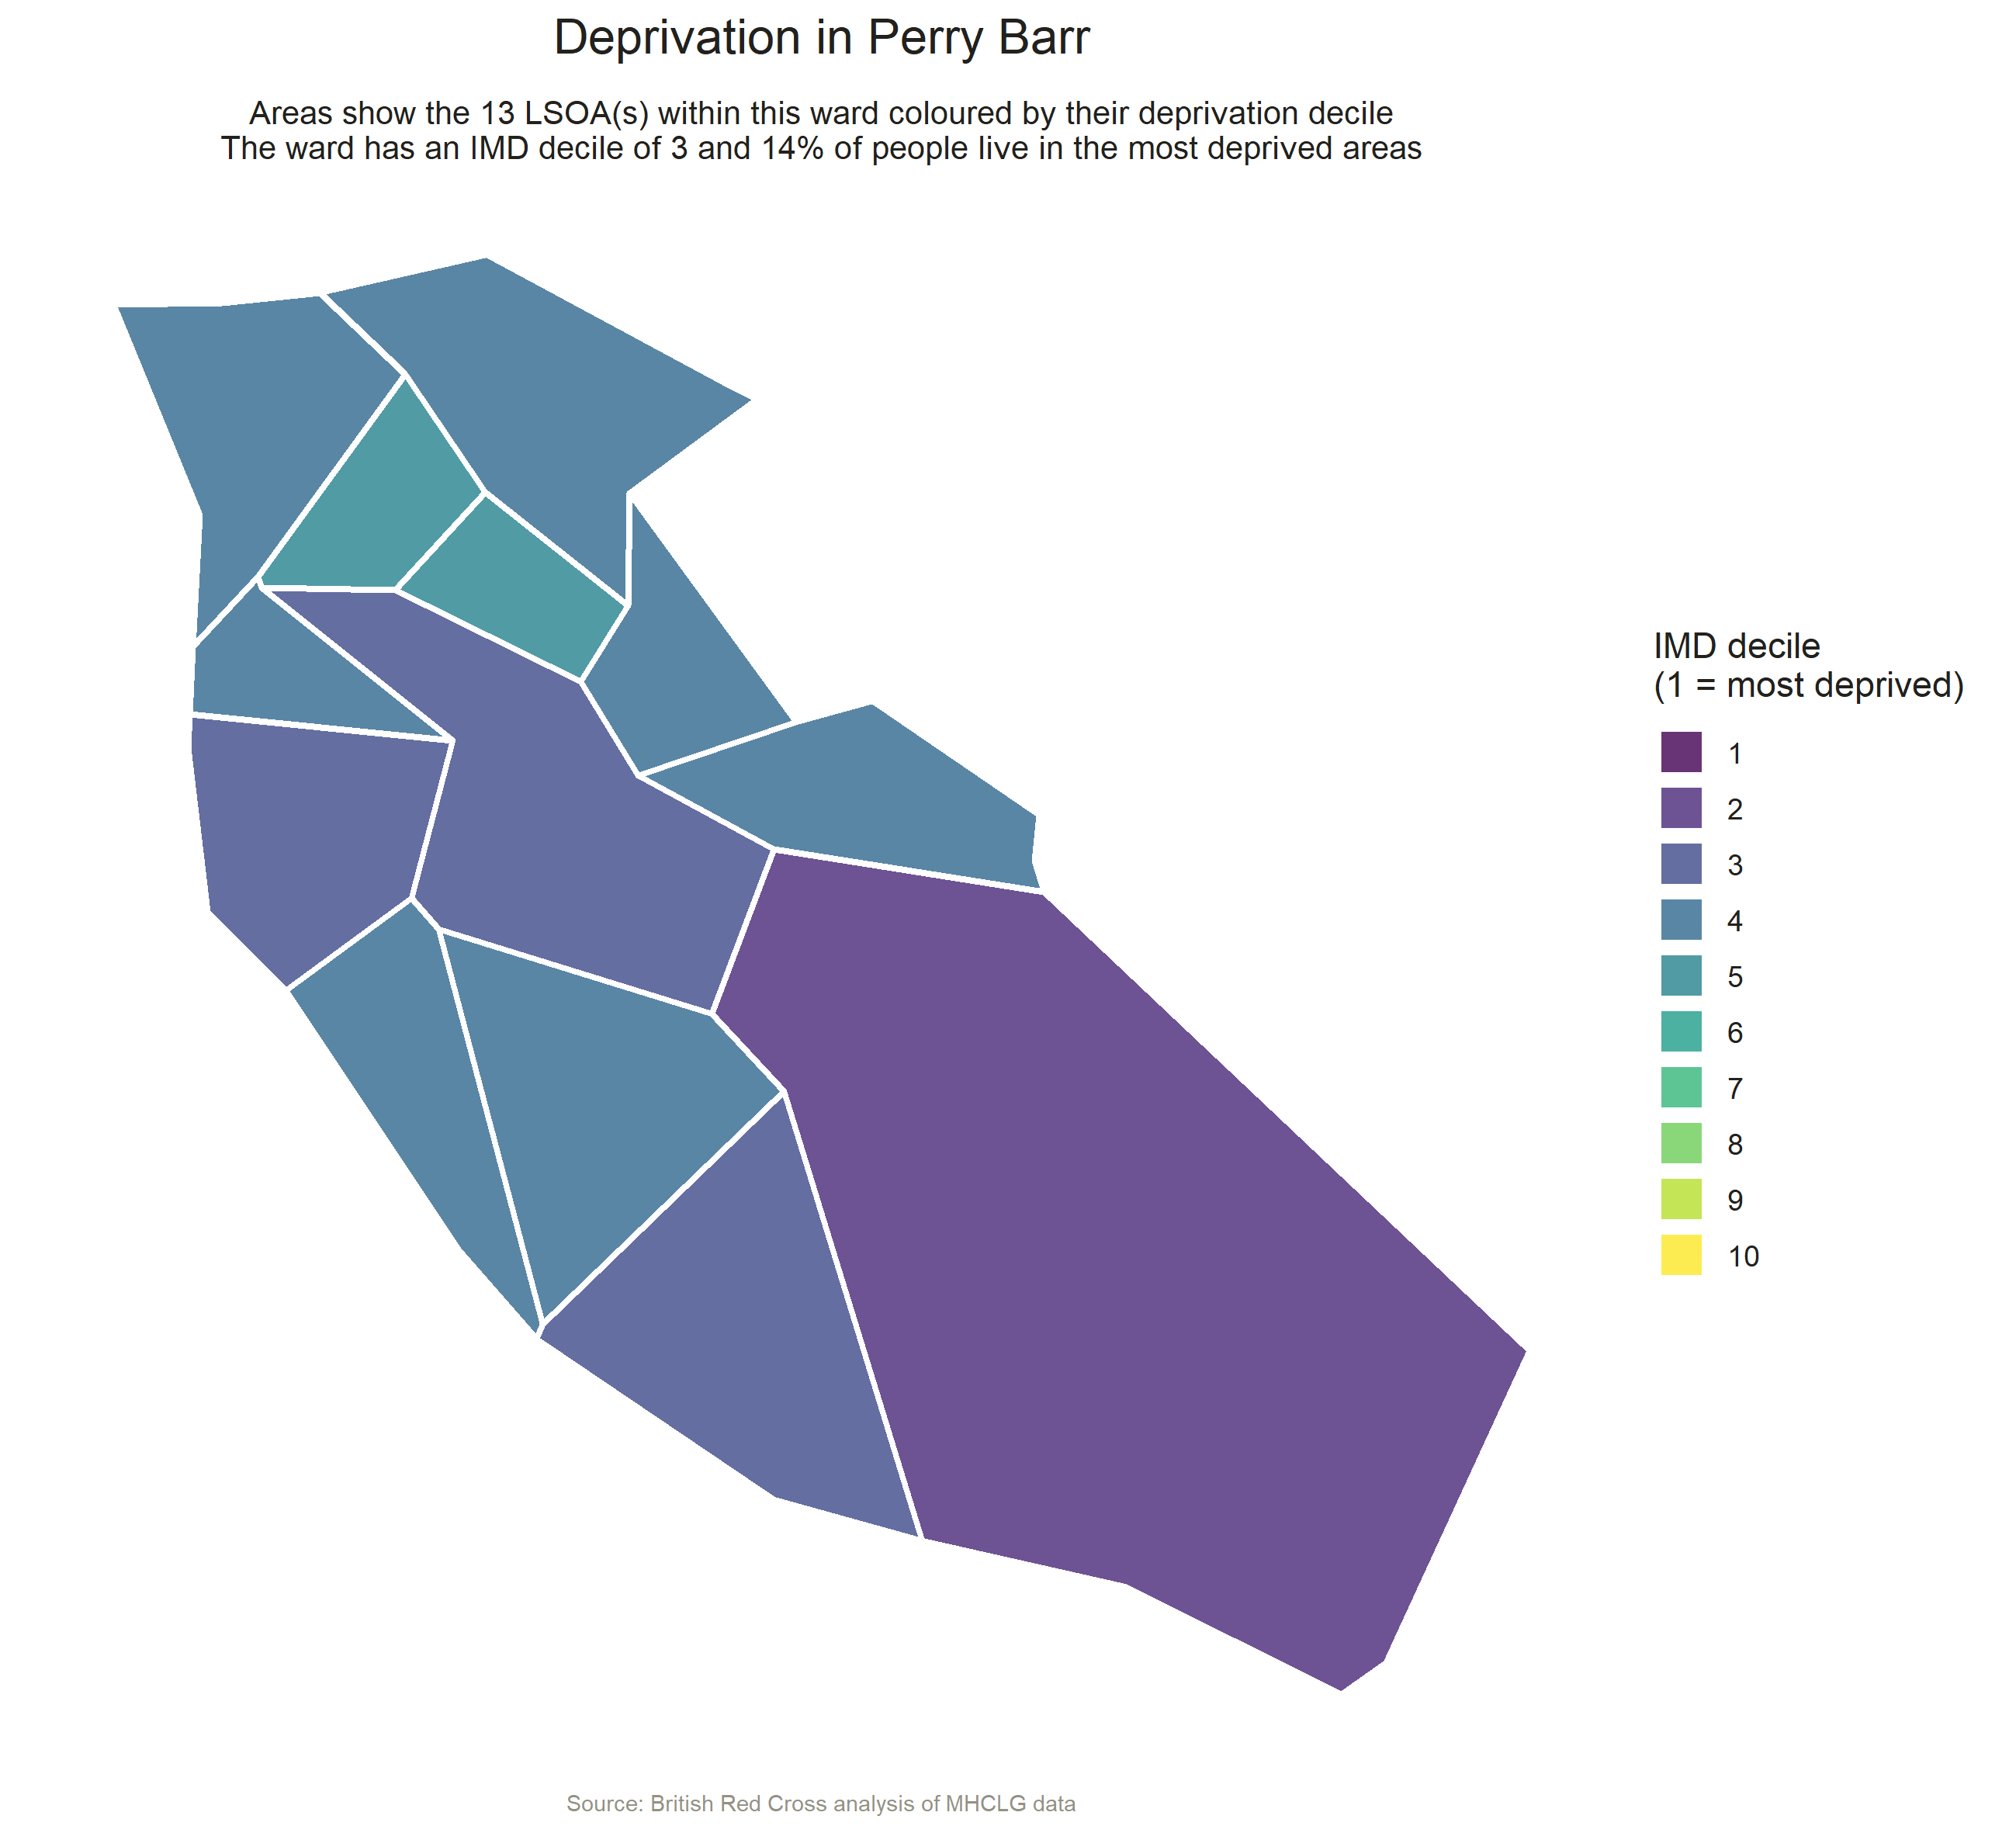 Deprivation in Perry Barr
Areas show the 13 LSOA(s) within this ward coloured by their deprivation decile
The ward has an IMD decile of 3 and 14% of people live in the most deprived areas
IMD decile
(1 = most deprived)
1
2
3
4
5
6
7
8
9
10
Source: British Red Cross analysis of MHCLG data